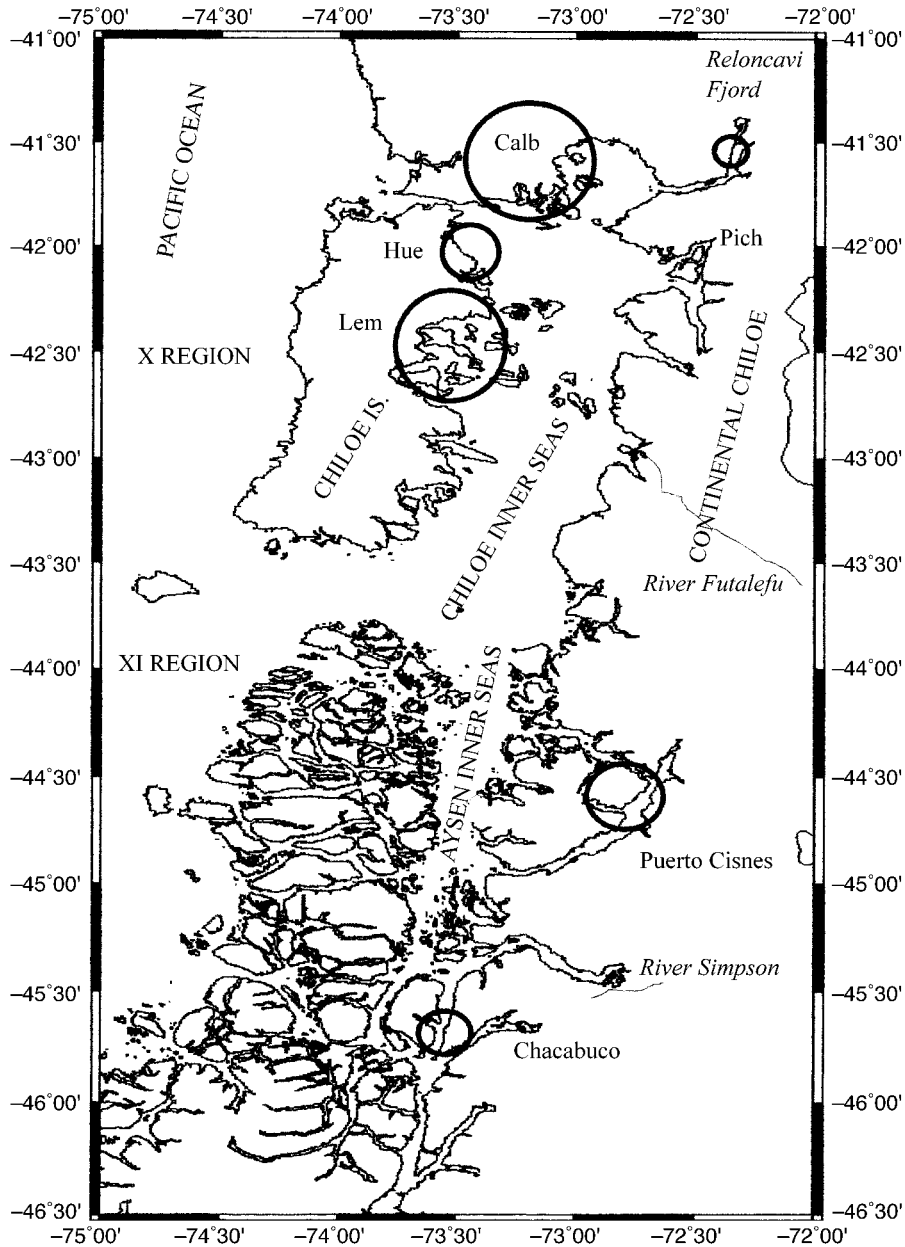 −75˚00' −74˚30' −74˚00' −73˚30' −73˚00' −72˚30' −72˚00'
−41˚00' −41˚00'
Reloncavi
Fjord
PACIFIC OCEAN
Calb
−41˚30' −41˚30'
Pich
−42˚00' −42˚00'
Hue
Lem
X REGION
−42˚30' −42˚30'
CHILOE IS.
CONTINENTAL CHILOE
−43˚00' −43˚00'
CHILOE INNER SEAS
−43˚30' −43˚30'
River Futalefu
XI REGION
−44˚00' −44˚00'
AYSEN INNER SEAS
−44˚30' −44˚30'
Puerto Cisnes
−45˚00' −45˚00'
River Simpson
−45˚30' −45˚30'
Chacabuco
−46˚00' −46˚00'
−46˚30' −46˚30'
−75˚00' −74˚30' −74˚00' −73˚30' −73˚00' −72˚30' −72˚00'